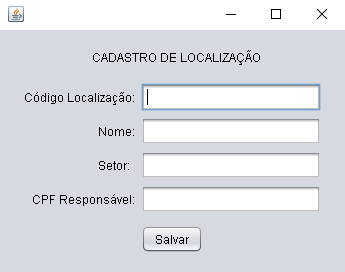 CADASTRO DE LOCALIZAÇÃO
Código Localização:
Nome:
Setor:
CPF Responsável:
Salvar